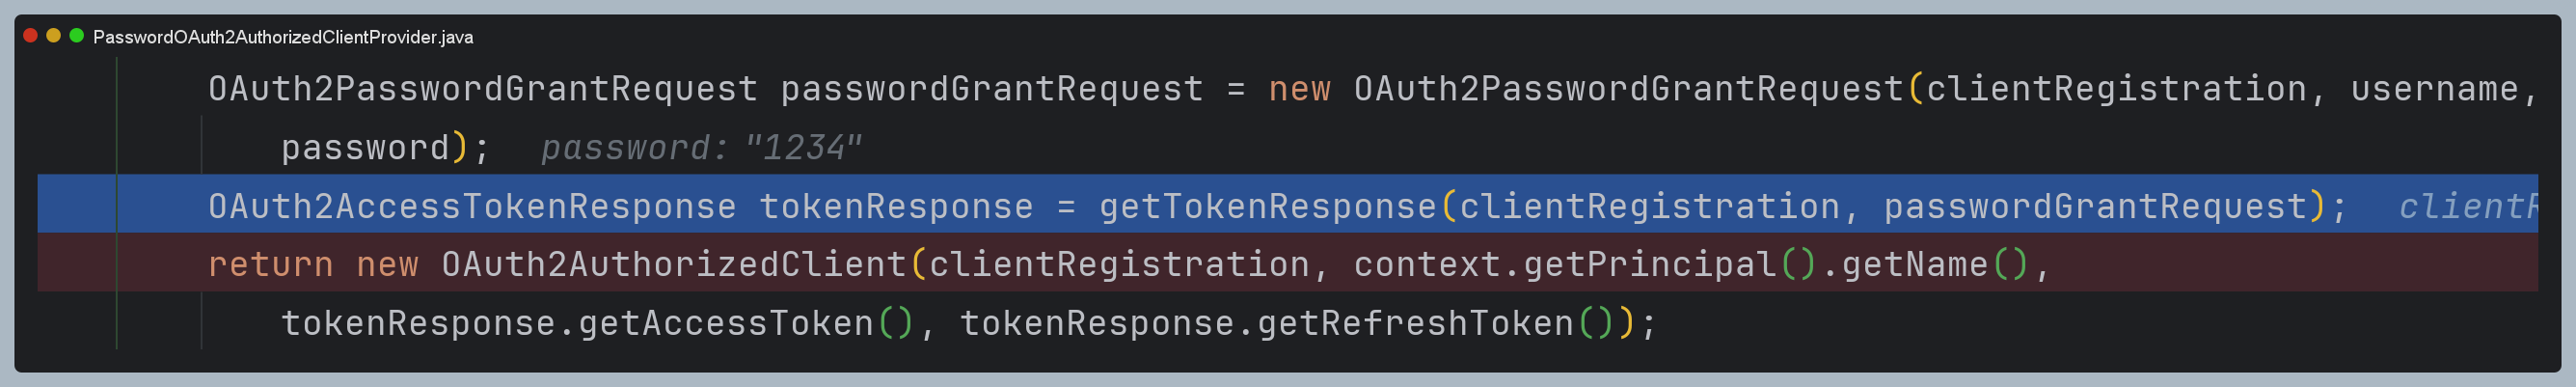 PasswordOAuth2AuthorizedClientProvider.java
OAuth2PasswordGrantRequest passwordGrantRequest = new OAuth2PasswordGrantRequest(clientRegistration, username,
password); password: "1234"
OAuth2AccessTokenResponse tokenResponse = getTokenResponse(clientRegistration, passwordGrantRequest); clientR
return new OAuth2AuthorizedClient(clientRegistration, context.getPrincipal().getName(),
tokenResponse.getAccessToken(), tokenResponse.getRefreshToken());